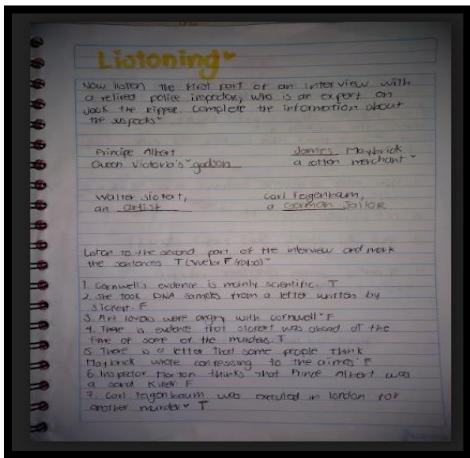 Listening
Now listen the first part of an interview with
a retired police inspector, who is an expert on
Jack the Ripper. Complete the information about
the suspects
Principe Albert
Queen Victoria's godson
James Maybrick
a cotton merchant
Walter Sickert,
an artist
Carl Feigenbaum,
a German Sailor
Listen to the second part of the interview and mark
the sentences T (true) or F (false)
1. Cornwell's evidence is mainly scientific. T
2. She took DNA samples from a letter written by
Sickert. F
3. Art lovers were angry with Cornwell F
4. There is evidence that Sickert was abroad at the
time of some of the murders. T
5. There is a letter that some people think
Maybrick wrote confessing to the crimes F
6. Inspector Morton thinks that Prince Albert was
a serial killer. F
7. Carl Feigenbaum was executed in London for
another murder T